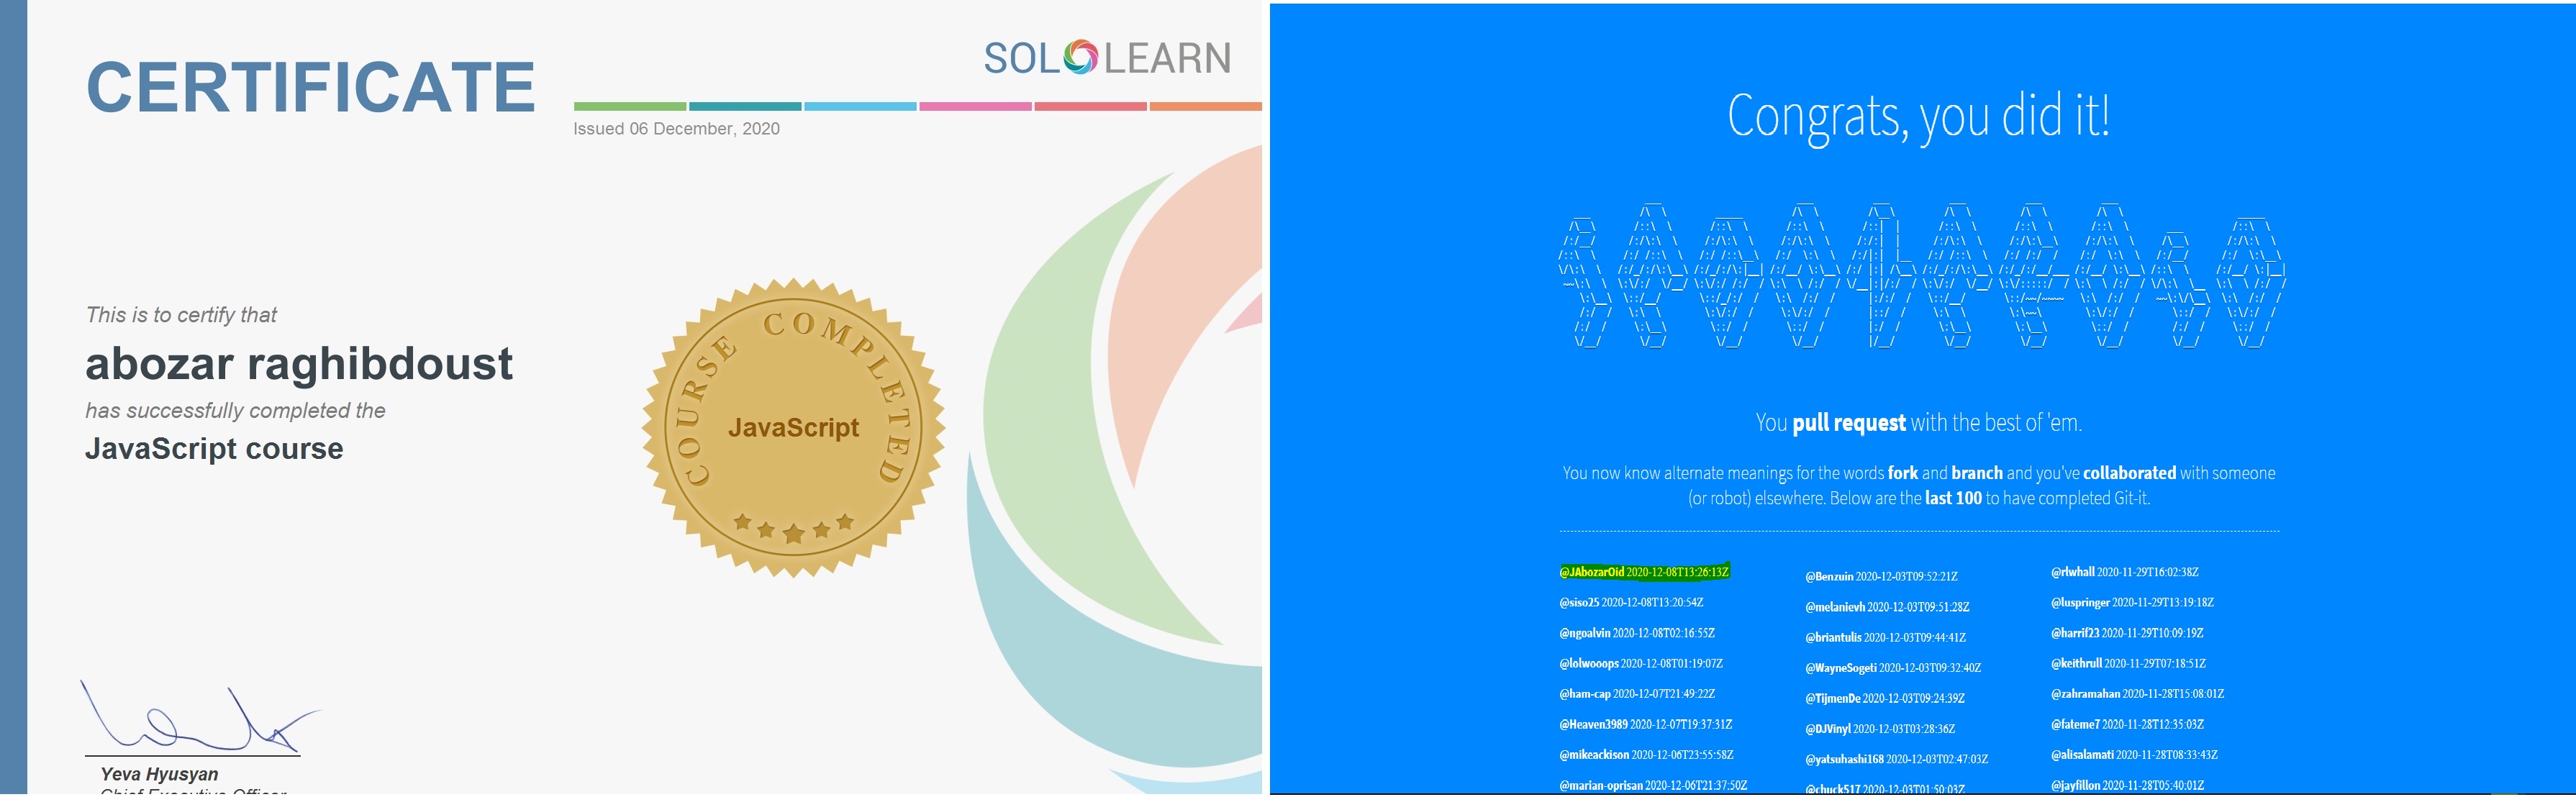 CERTIFICATE
SOLOLEARN
Issued 06 December, 2020
This is to certify that
abozar raghibdoust
has successfully completed the
JavaScript course
COURSE COMPLETED
JavaScript
Yeva Hyusyan
Chief Executive Officer
Congrats, you did it!
You pull request with the best of 'em.
You now know alternate meanings for the words fork and branch and you've collaborated with someone
(or robot) elsewhere. Below are the last 100 to have completed Git-it.
@JAbozarOid 2020-12-08T13:26:13Z
@siso25 2020-12-08T13:20:54Z
@ngoalvin 2020-12-08T02:16:55Z
@lolwooops 2020-12-08T01:19:07Z
@ham-cap 2020-12-07T21:49:22Z
@Heaven3989 2020-12-07T19:37:31Z
@mikeackison 2020-12-06T23:55:58Z
@marian-oprisan 2020-12-06T21:37:50Z
@Benzuin 2020-12-03T09:52:21Z
@melanievh 2020-12-03T09:51:28Z
@briantulis 2020-12-03T09:44:41Z
@WayneSogeti 2020-12-03T09:32:40Z
@TijmenDe 2020-12-03T09:24:39Z
@DJVinyl 2020-12-03T03:28:36Z
@yatsuhashi168 2020-12-03T02:47:03Z
@chuck517 2020-12-03T01:50:03Z
@rlwhall 2020-11-29T16:02:38Z
@luspringer 2020-11-29T13:19:18Z
@harrif23 2020-11-29T10:09:19Z
@keithrull 2020-11-29T07:18:51Z
@zahramahan 2020-11-28T15:08:01Z
@fateme7 2020-11-28T12:35:03Z
@alisalamati 2020-11-28T08:33:43Z
@jayfillon 2020-11-28T05:40:01Z